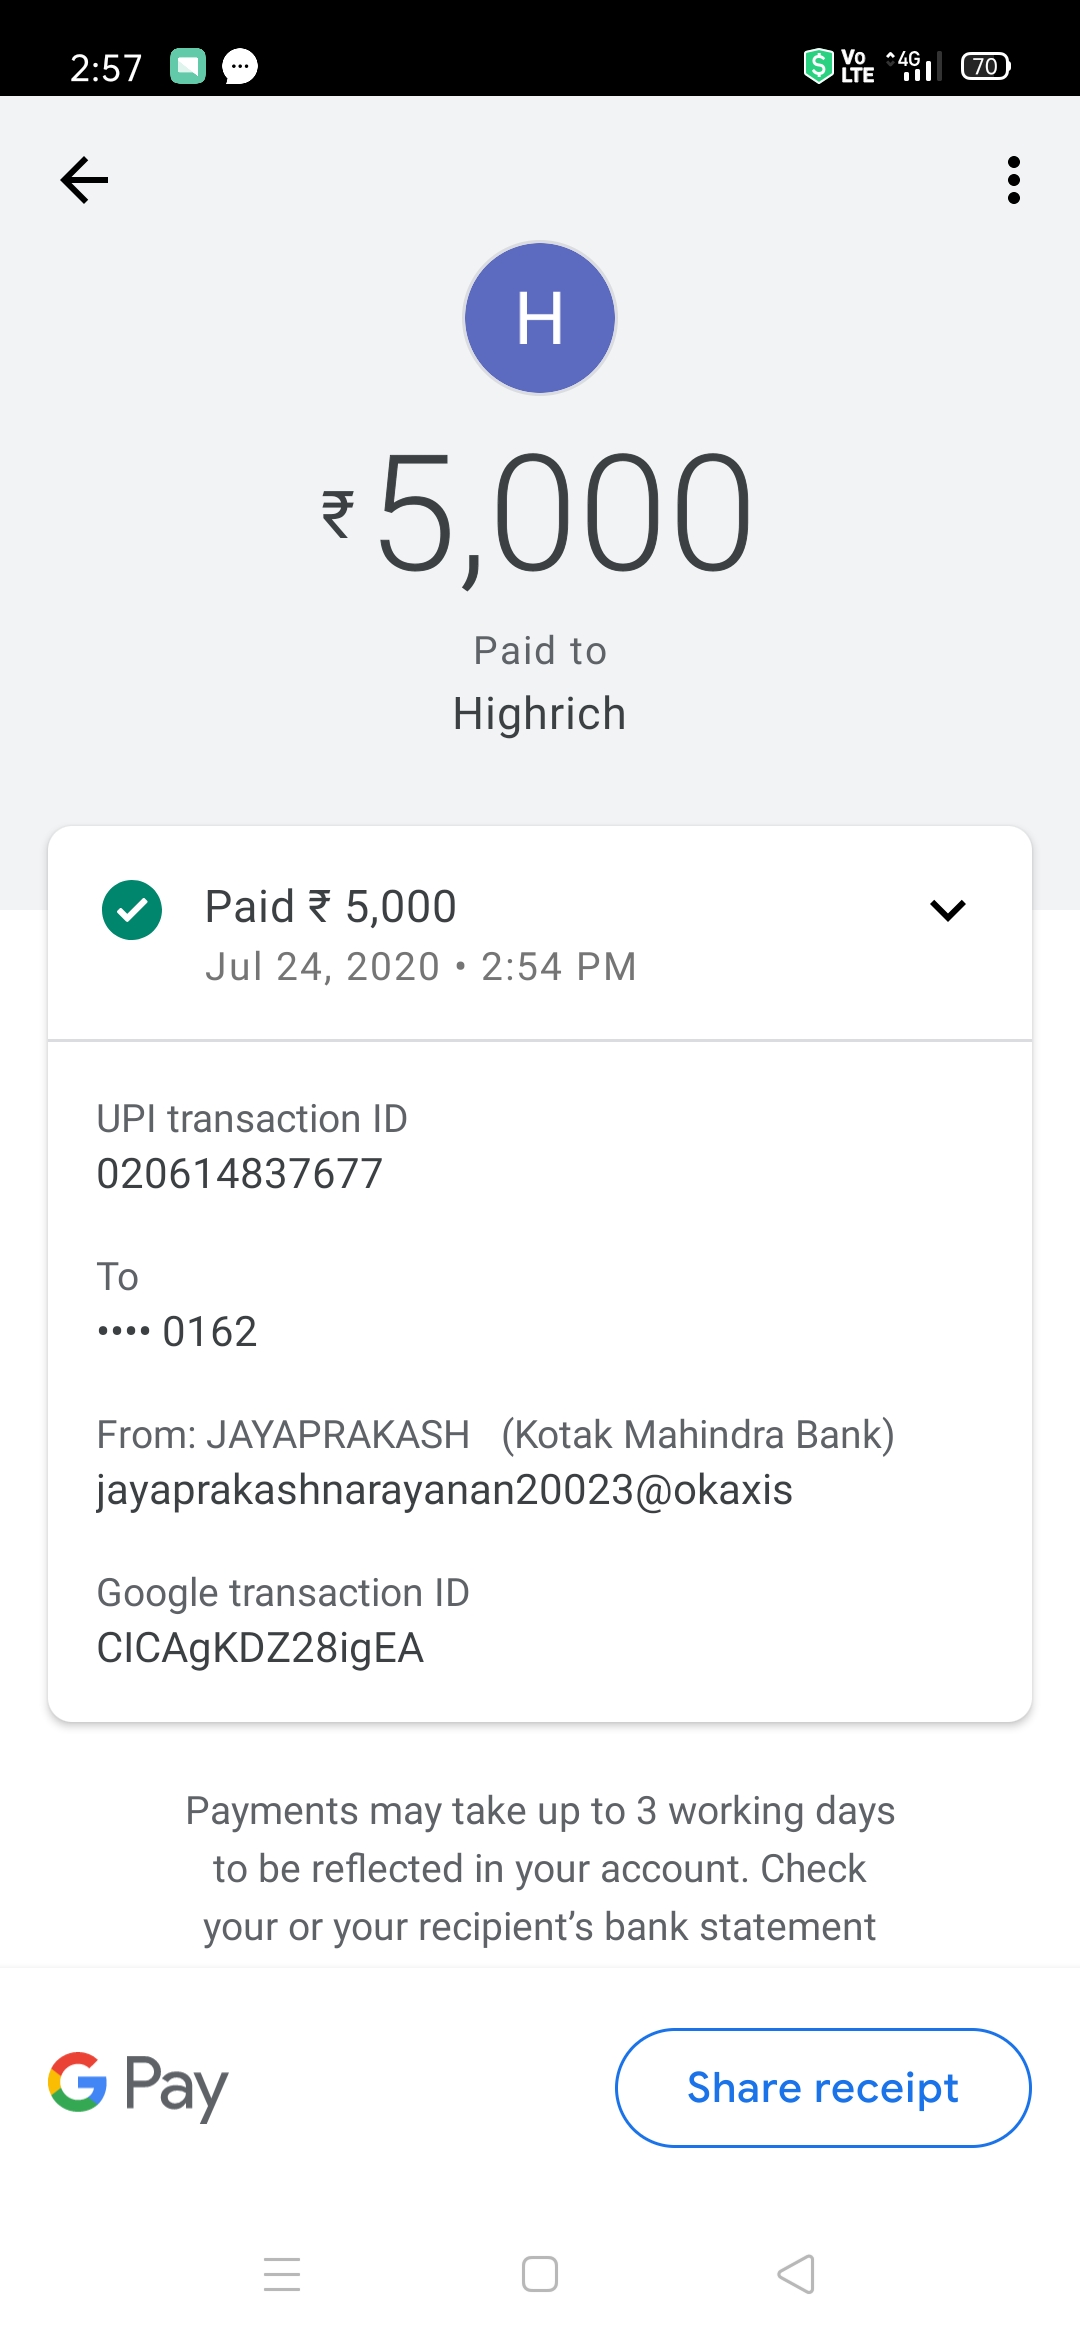 2:57
Vo LTE 4G 70
H
₹5,000
Paid to
Highrich
Paid ₹ 5,000
Jul 24, 2020 • 2:54 PM
UPI transaction ID
020614837677
To
•••• 0162
From: JAYAPRAKASH (Kotak Mahindra Bank)
jayaprakashnarayanan20023@okaxis
Google transaction ID
CICAgKDZ28igEA
Payments may take up to 3 working days
to be reflected in your account. Check
your or your recipient's bank statement
G Pay
Share receipt